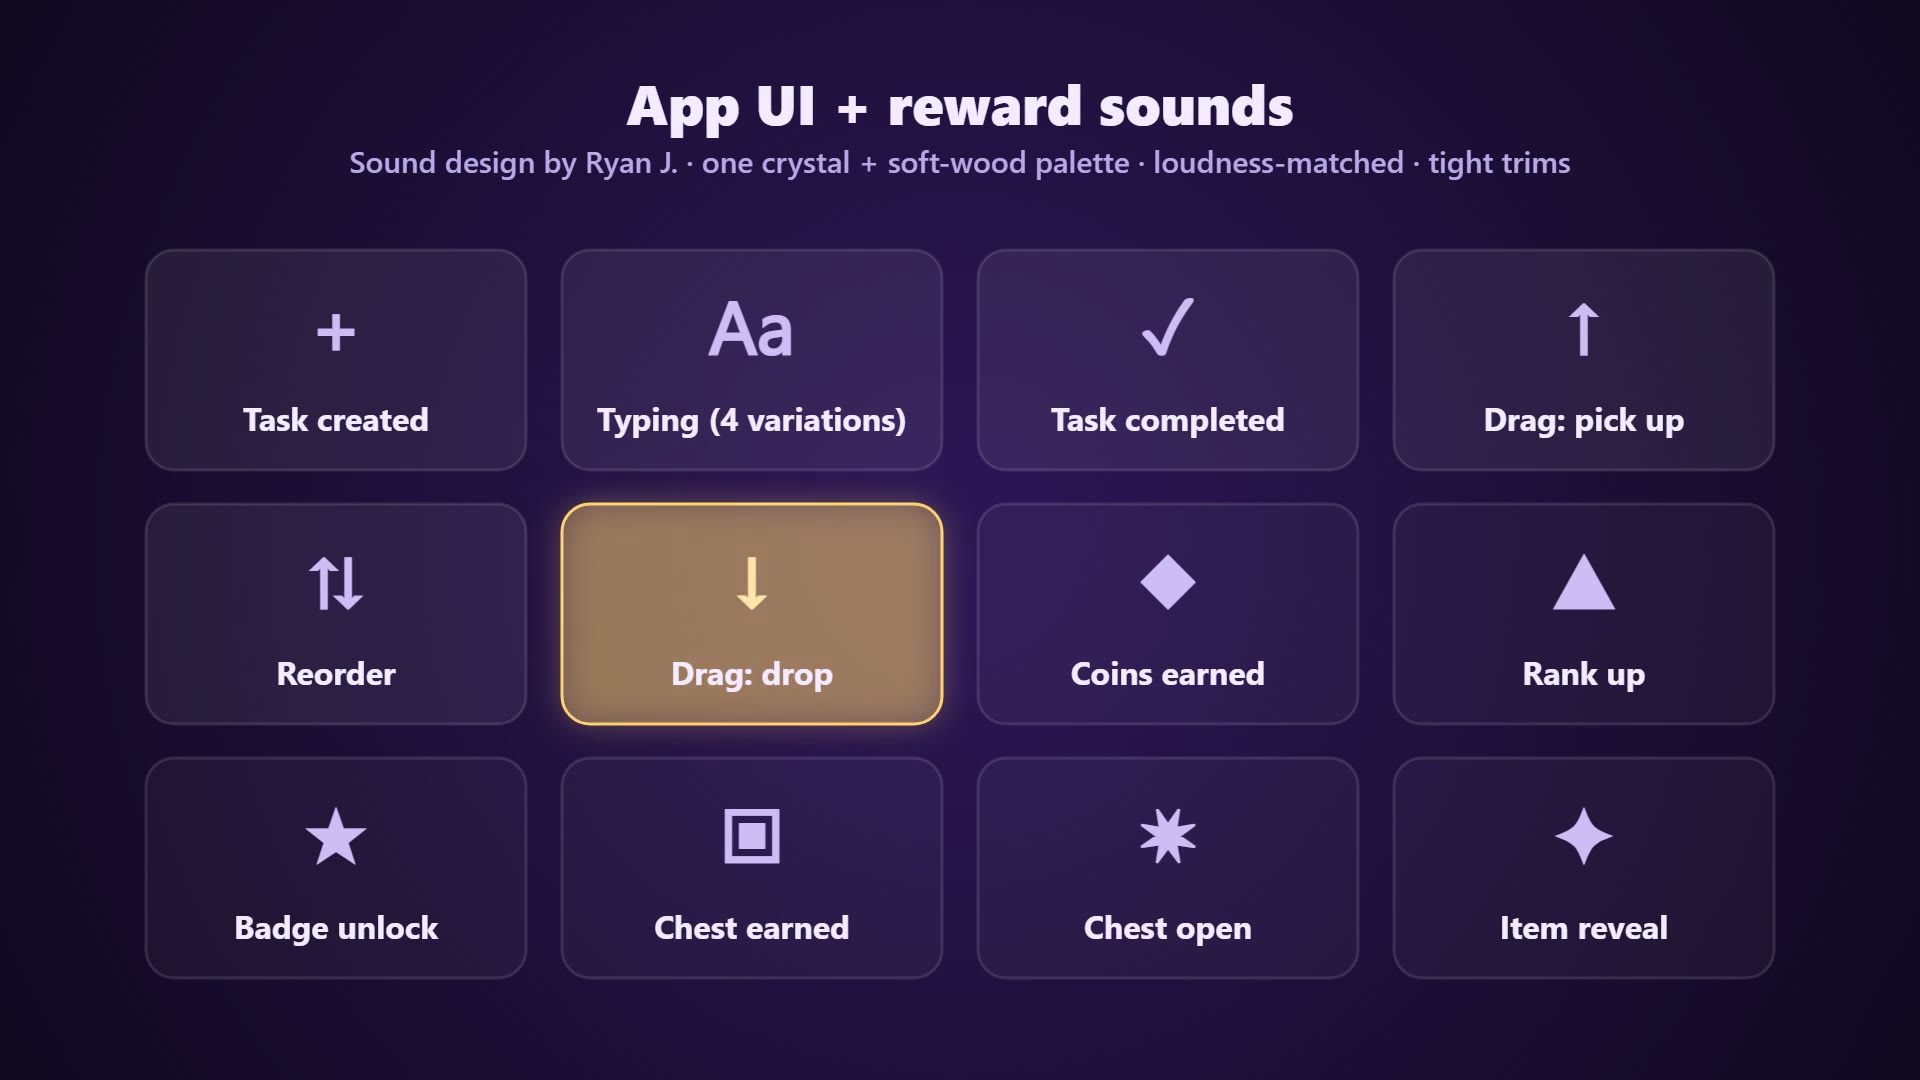 App UI + reward sounds
Sound design by Ryan J. · one crystal + soft-wood palette · loudness-matched · tight trims
+
Task created
Aa
Typing (4 variations)
✓
Task completed
↑
Drag: pick up
⇅
Reorder
↓
Drag: drop
◆
Coins earned
▲
Rank up
★
Badge unlock
▣
Chest earned
✷
Chest open
✦
Item reveal